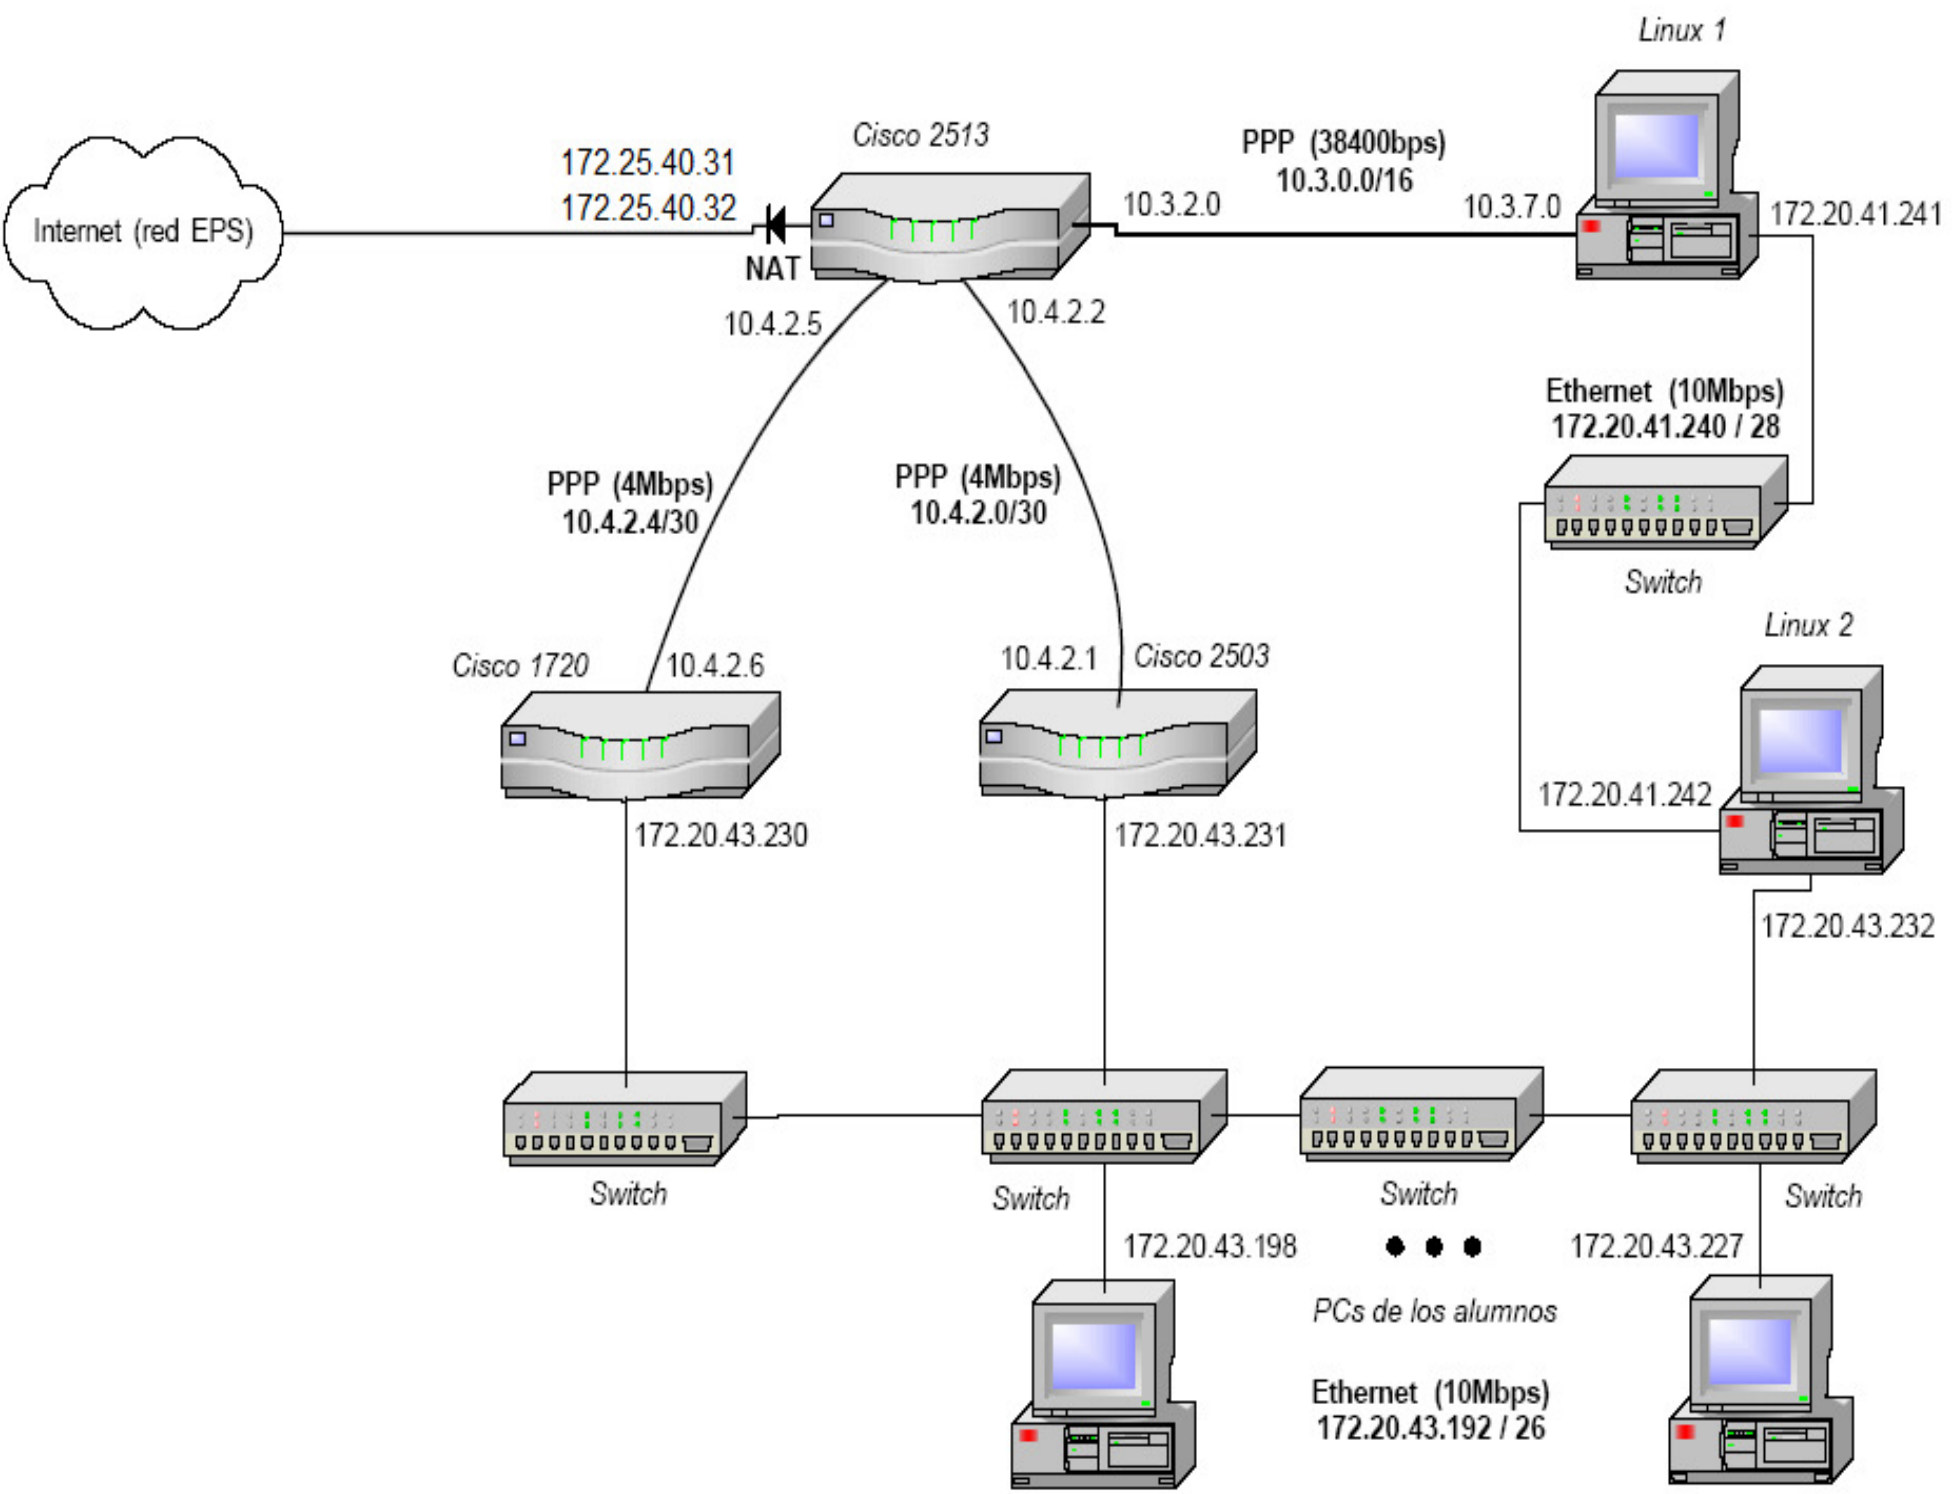 Linux 1
Cisco 2513
PPP (38400bps)
10.3.0.0/16
172.25.40.31
172.25.40.32
10.3.2.0
10.3.7.0
172.20.41.241
Internet (red EPS)
NAT
10.4.2.5
10.4.2.2
Ethernet (10Mbps)
172.20.41.240 / 28
PPP (4Mbps)
10.4.2.4/30
PPP (4Mbps)
10.4.2.0/30
Switch
Linux 2
Cisco 1720
10.4.2.6
10.4.2.1
Cisco 2503
172.20.41.242
172.20.43.230
172.20.43.231
172.20.43.232
Switch
Switch
Switch
Switch
172.20.43.198
172.20.43.227
PCs de los alumnos
Ethernet (10Mbps)
172.20.43.192 / 26